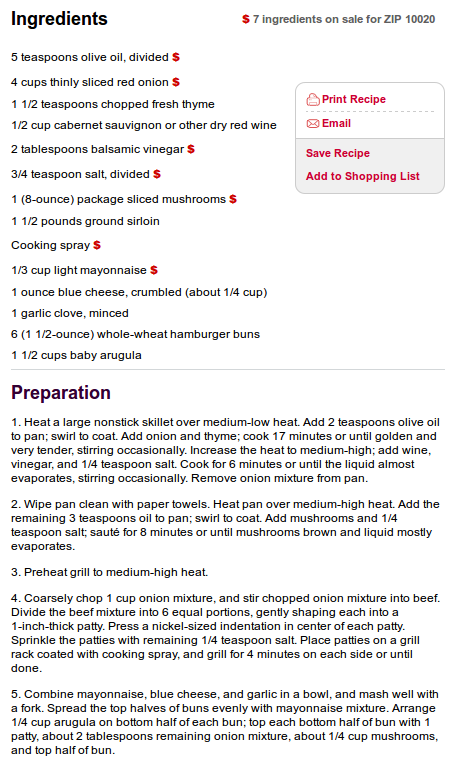 Ingredients
$ 7 ingredients on sale for ZIP 10020
5 teaspoons olive oil, divided $
4 cups thinly sliced red onion $
1 1/2 teaspoons chopped fresh thyme
1/2 cup cabernet sauvignon or other dry red wine
2 tablespoons balsamic vinegar $
3/4 teaspoon salt, divided $
1 (8-ounce) package sliced mushrooms $
1 1/2 pounds ground sirloin
Cooking spray $
1/3 cup light mayonnaise $
1 ounce blue cheese, crumbled (about 1/4 cup)
1 garlic clove, minced
6 (1 1/2-ounce) whole-wheat hamburger buns
1 1/2 cups baby arugula
Print Recipe
Email
Save Recipe
Add to Shopping List
Preparation
1. Heat a large nonstick skillet over medium-low heat. Add 2 teaspoons olive oil
to pan; swirl to coat. Add onion and thyme; cook 17 minutes or until golden and
very tender, stirring occasionally. Increase the heat to medium-high; add wine,
vinegar, and 1/4 teaspoon salt. Cook for 6 minutes or until the liquid almost
evaporates, stirring occasionally. Remove onion mixture from pan.
2. Wipe pan clean with paper towels. Heat pan over medium-high heat. Add the
remaining 3 teaspoons oil to pan; swirl to coat. Add mushrooms and 1/4
teaspoon salt; sauté for 8 minutes or until mushrooms brown and liquid mostly
evaporates.
3. Preheat grill to medium-high heat.
4. Coarsely chop 1 cup onion mixture, and stir chopped onion mixture into beef.
Divide the beef mixture into 6 equal portions, gently shaping each into a
1-inch-thick patty. Press a nickel-sized indentation in center of each patty.
Sprinkle the patties with remaining 1/4 teaspoon salt. Place patties on a grill
rack coated with cooking spray, and grill for 4 minutes on each side or until
done.
5. Combine mayonnaise, blue cheese, and garlic in a bowl, and mash well with
a fork. Spread the top halves of buns evenly with mayonnaise mixture. Arrange
1/4 cup arugula on bottom half of each bun; top each bottom half of bun with 1
patty, about 2 tablespoons remaining onion mixture, about 1/4 cup mushrooms,
and top half of bun.